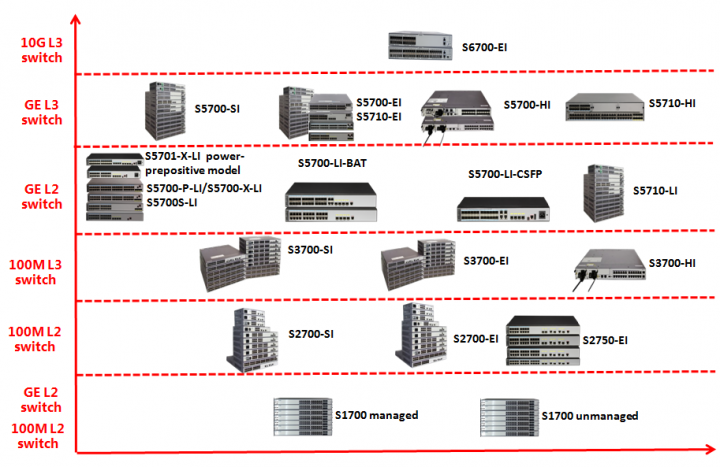 10G L3
switch
S6700-EI
GE L3
switch
S5700-SI
S5700-EI
S5710-EI
S5700-HI
S5710-HI
GE L2
switch
S5701-X-LI power-
prepositive model
S5700-P-LI/S5700-X-LI
S5700S-LI
S5700-LI-BAT
S5700-LI-CSFP
S5710-LI
100M L3
switch
S3700-SI
S3700-EI
S3700-HI
100M L2
switch
S2700-SI
S2700-EI
S2750-EI
GE L2
switch
100M L2
switch
S1700 managed
S1700 unmanaged